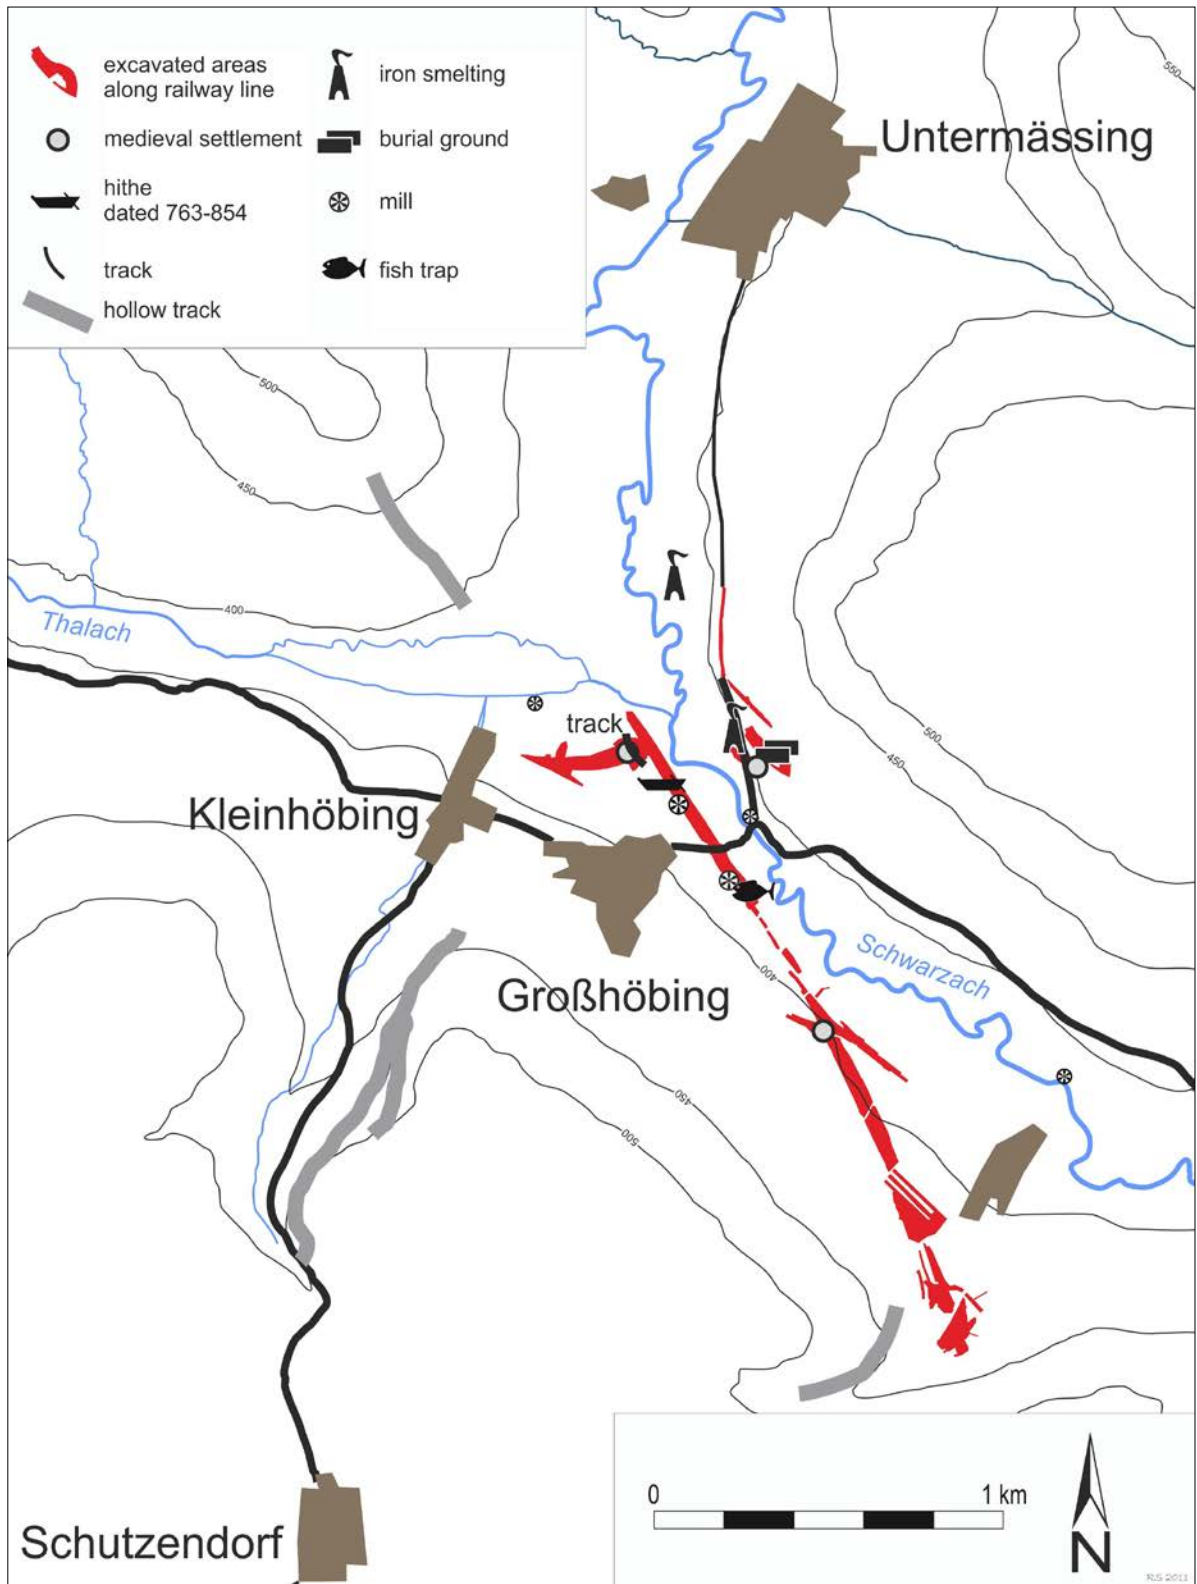 excavated areas
along railway line
iron smelting
medieval settlement
burial ground
hithe
dated 763-854
mill
track
fish trap
hollow track
550
Untermässing
500
450
400
Thalach
track
500
450
Kleinhöbing
Großhöbing
400
Schwarzach
450
500
0
1 km
N
Schutzendorf
R.S 2011